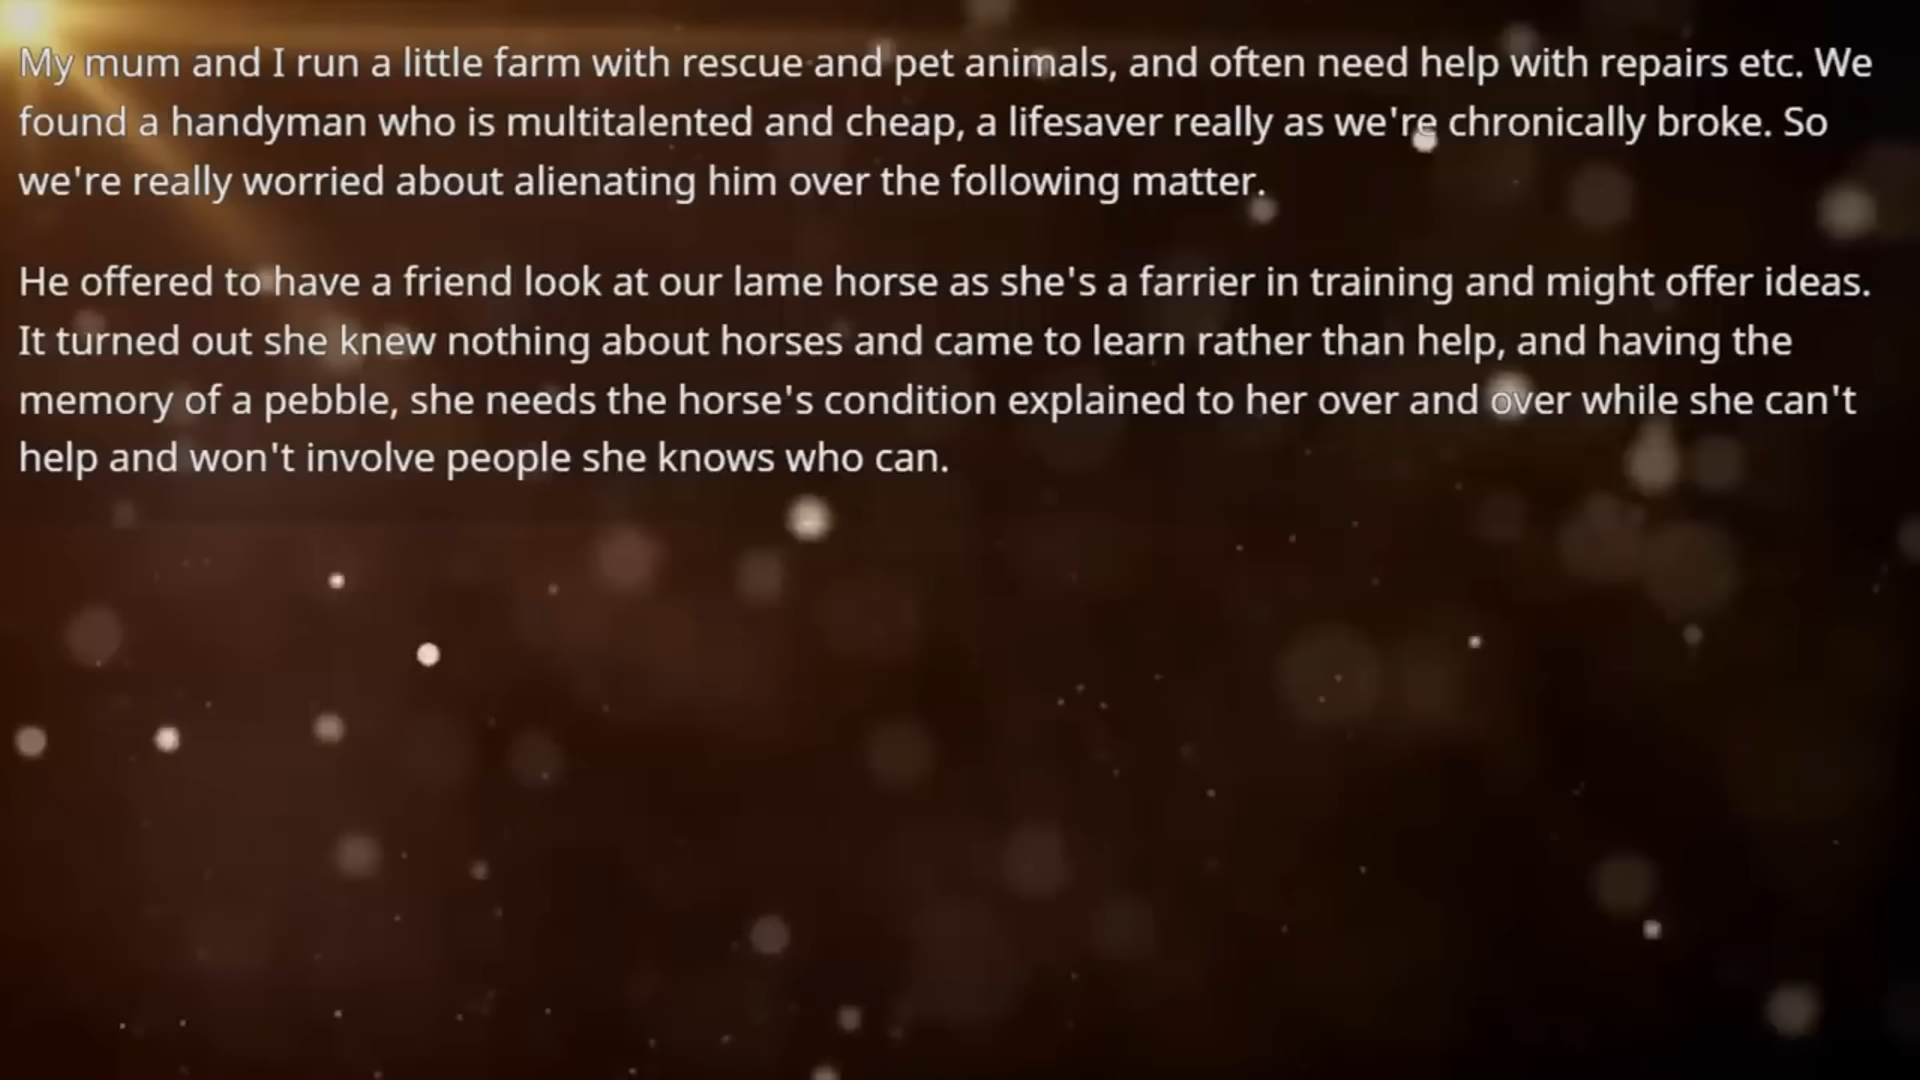 My mum and I run a little farm with rescue and pet animals, and often need help with repairs etc. We
found a handyman who is multitalented and cheap, a lifesaver really as we're chronically broke. So
we're really worried about alienating him over the following matter.
He offered to have a friend look at our lame horse as she's a farrier in training and might offer ideas.
It turned out she knew nothing about horses and came to learn rather than help, and having the
memory of a pebble, she needs the horse's condition explained to her over and over while she can't
help and won't involve people she knows who can.